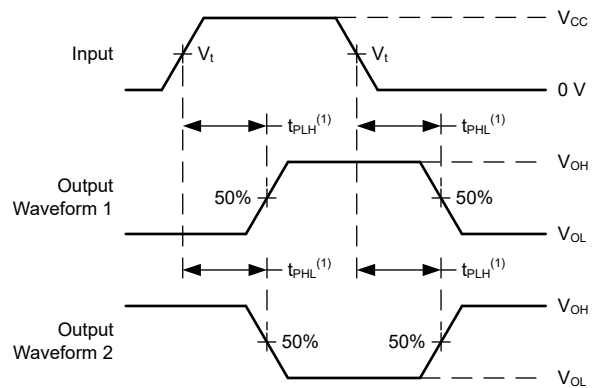 V<sub>CC</sub>
Input
V<sub>t</sub> V<sub>t</sub>
0 V
t<sub>PLH</sub><sup>(1)</sup> t<sub>PHL</sub><sup>(1)</sup>
V<sub>OH</sub>
Output
Waveform 1
50% 50%
V<sub>OL</sub>
t<sub>PHL</sub><sup>(1)</sup> t<sub>PLH</sub><sup>(1)</sup>
V<sub>OH</sub>
Output
Waveform 2
50% 50%
V<sub>OL</sub>